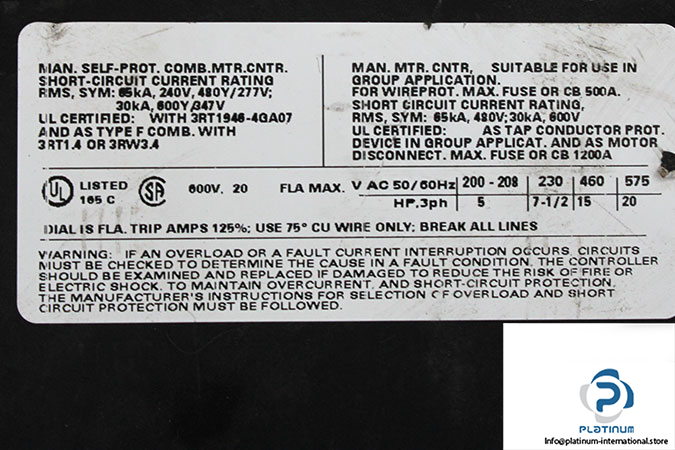 MAN. SELF-PROT. COMB.MTR.CNTR.
SHORT-CIRCUIT CURRENT RATING
RMS, SYM: 65kA, 240V, 480Y/277V;
30kA, 600Y/347V
UL CERTIFIED: WITH 3RT1946-4GA07
AND AS TYPE F COMB. WITH
3RT1.4 OR 3RW3.4
MAN. MTR. CNTR, SUITABLE FOR USE IN
GROUP APPLICATION.
FOR WIREPROT. MAX. FUSE OR CB 500A.
SHORT CIRCUIT CURRENT RATING,
RMS, SYM: 65kA, 480V;30kA, 600V
UL CERTIFIED: AS TAP CONDUCTOR PROT.
DEVICE IN GROUP APPLICAT. AND AS MOTOR
DISCONNECT. MAX. FUSE OR CB 1200A
UL LISTED
165 C
SA
600V. 20 FLA MAX. V AC 50/60Hz 200-208 230 460 575
HP.3ph 5 7-1/2 15 20
DIAL IS FLA. TRIP AMPS 125%; USE 75° CU WIRE ONLY; BREAK ALL LINES
WARNING: IF AN OVERLOAD OR A FAULT CURRENT INTERRUPTION OCCURS, CIRCUITS
MUST BE CHECKED TO DETERMINE THE CAUSE IN A FAULT CONDITION. THE CONTROLLER
SHOULD BE EXAMINED AND REPLACED IF DAMAGED TO REDUCE THE RISK OF FIRE OR
ELECTRIC SHOCK. TO MAINTAIN OVERCURRENT, AND SHORT-CIRCUIT PROTECTION,
THE MANUFACTURER'S INSTRUCTIONS FOR SELECTION OF OVERLOAD AND SHORT
CIRCUIT PROTECTION MUST BE FOLLOWED.
PLATINUM
Info@platinum-international.store